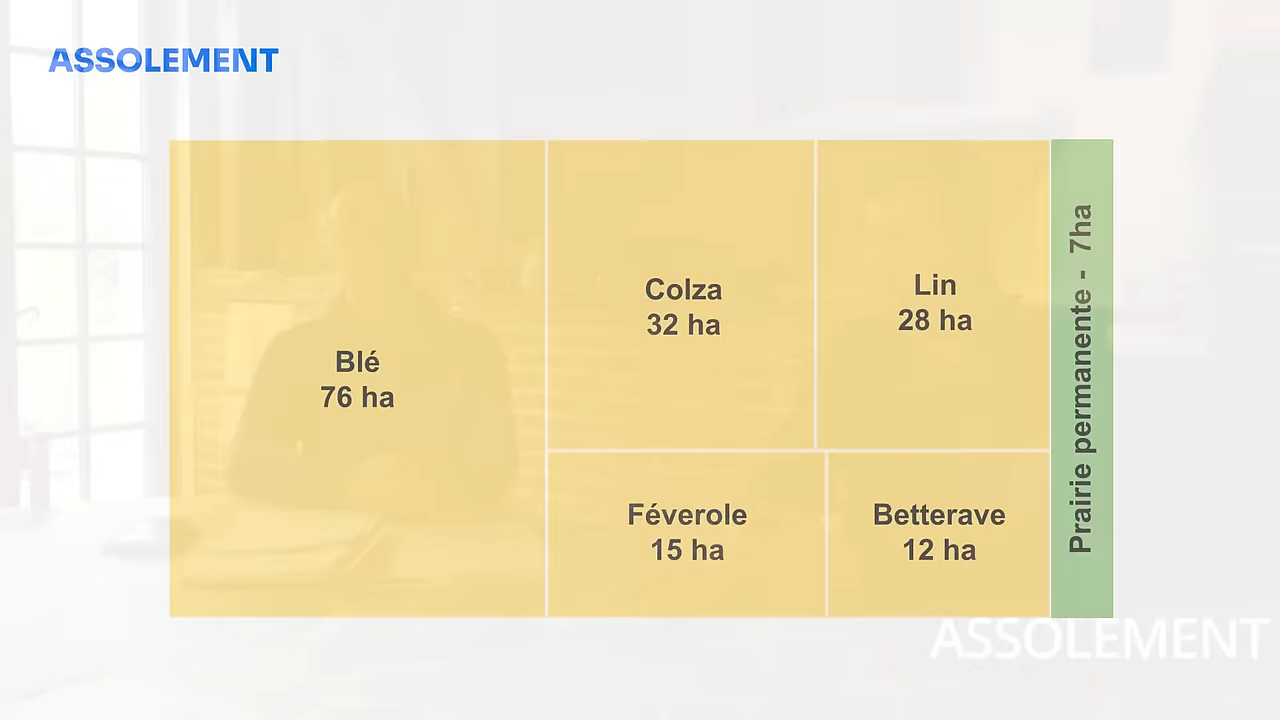 ASSOLEMENT
Blé
76 ha
Colza
32 ha
Lin
28 ha
Féverole
15 ha
Betterave
12 ha
Prairie permanente - 7ha
ASSOLEMENT